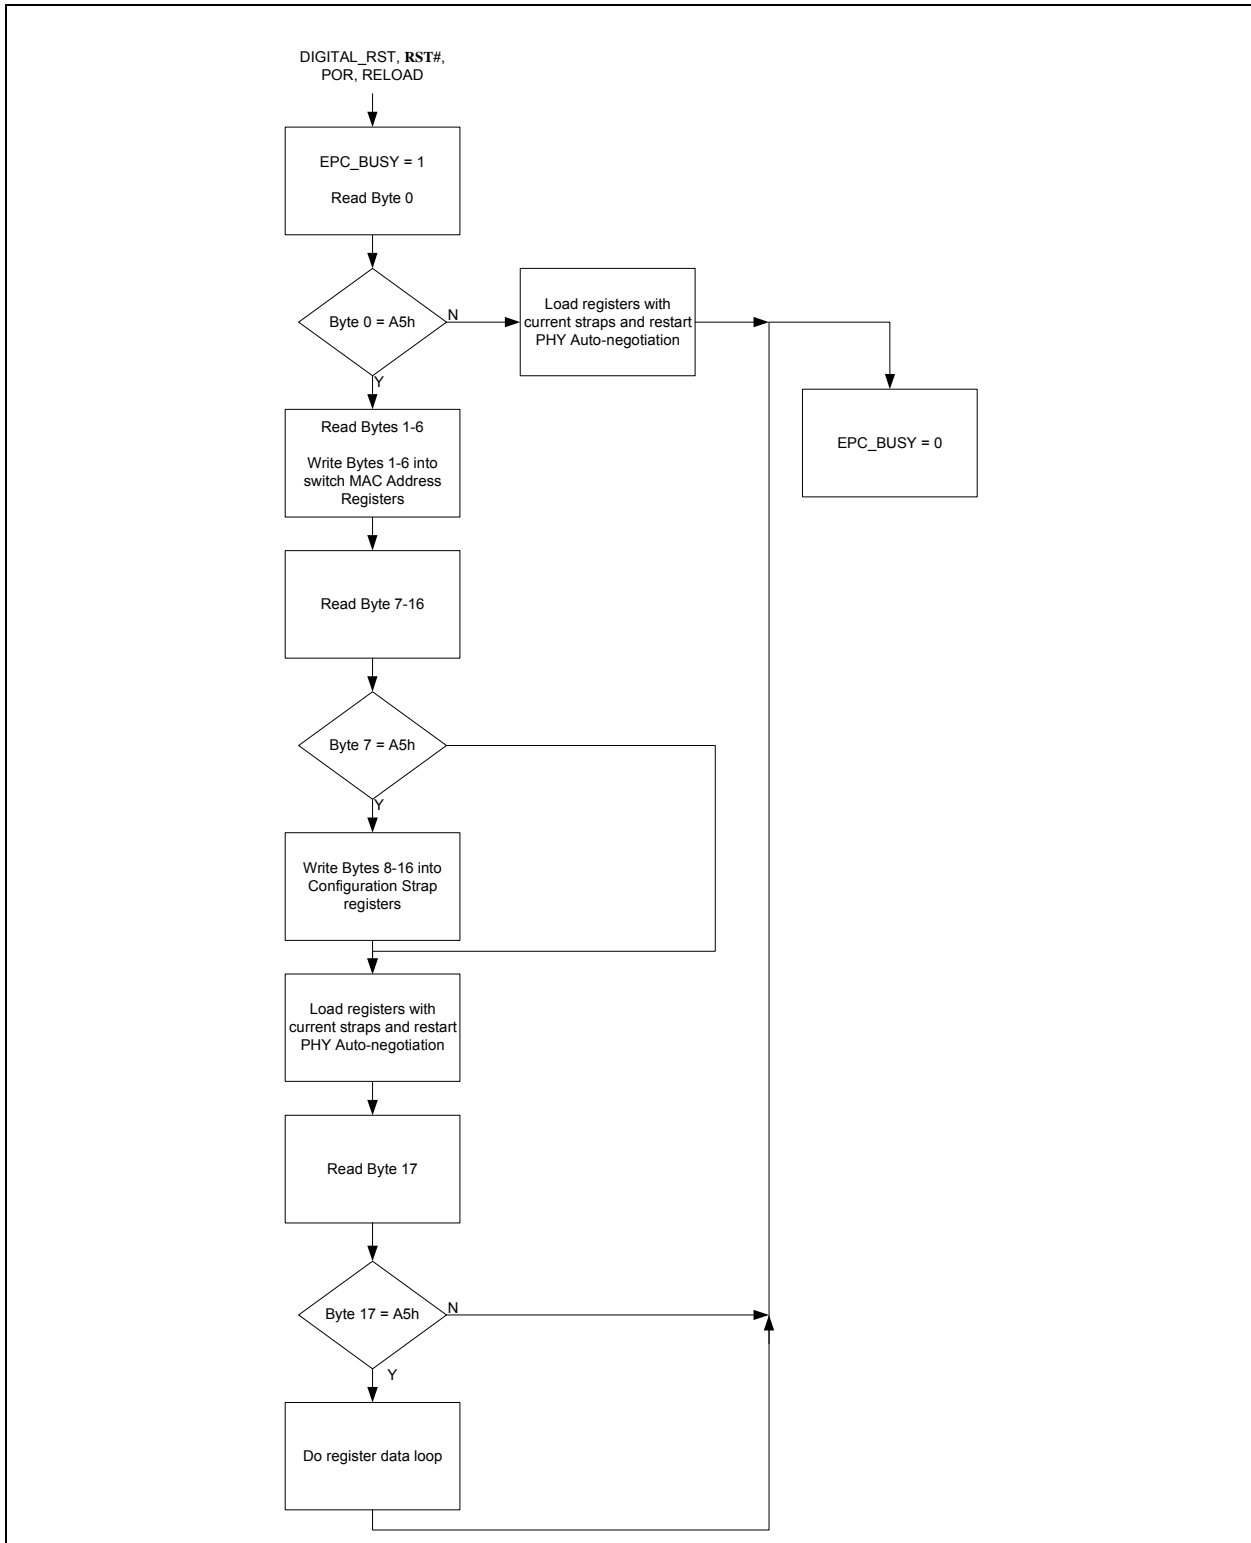 DIGITAL_RST, RST#,
POR, RELOAD
EPC_BUSY = 1
Read Byte 0
Byte 0 = A5h
N
Load registers with
current straps and restart
PHY Auto-negotiation
Y
Read Bytes 1-6
Write Bytes 1-6 into
switch MAC Address
Registers
EPC_BUSY = 0
Read Byte 7-16
Byte 7 = A5h
Y
Write Bytes 8-16 into
Configuration Strap
registers
Load registers with
current straps and restart
PHY Auto-negotiation
Read Byte 17
Byte 17 = A5h
N
Y
Do register data loop